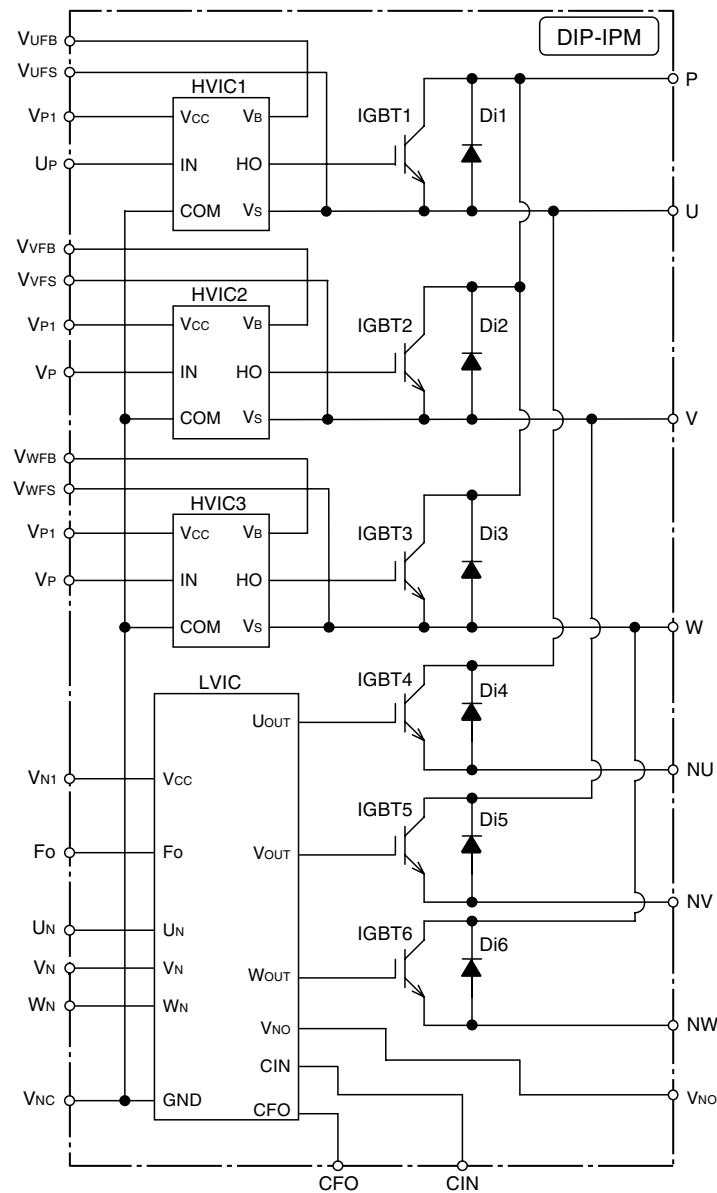 DIP-IPM
VUFB
VUFS
HVIC1
VP1
VCC
VB
IGBT1
Di1
P
UP
IN
HO
COM
VS
U
VVFB
VVFS
HVIC2
VP1
VCC
VB
IGBT2
Di2
VP
IN
HO
COM
VS
V
VWFB
VWFS
HVIC3
VP1
VCC
VB
IGBT3
Di3
VP
IN
HO
COM
VS
W
LVIC
IGBT4
Di4
UOUT
NU
VN1
VCC
IGBT5
Di5
FO
FO
VOUT
NV
UN
UN
IGBT6
Di6
VN
VN
WOUT
WN
WN
NW
VNO
CIN
VNC
GND
CFO
VNO
CFO
CIN